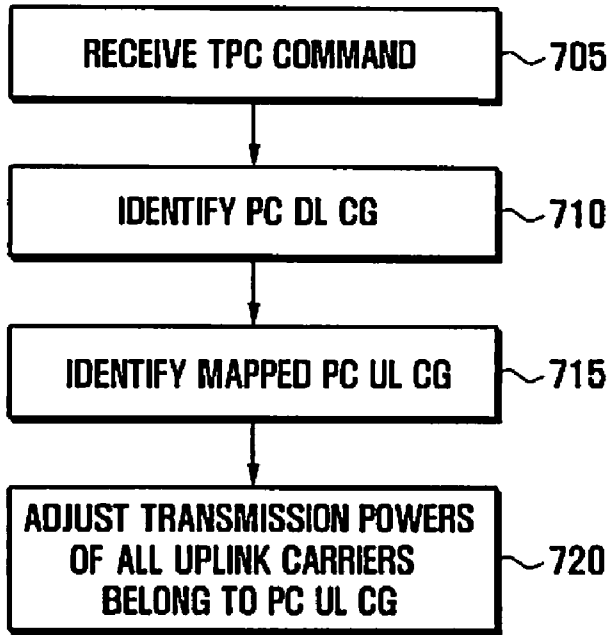 RECEIVE TPC COMMAND 705
IDENTIFY PC DL CG 710
IDENTIFY MAPPED PC UL CG 715
ADJUST TRANSMISSION POWERS
OF ALL UPLINK CARRIERS 720
BELONG TO PC UL CG